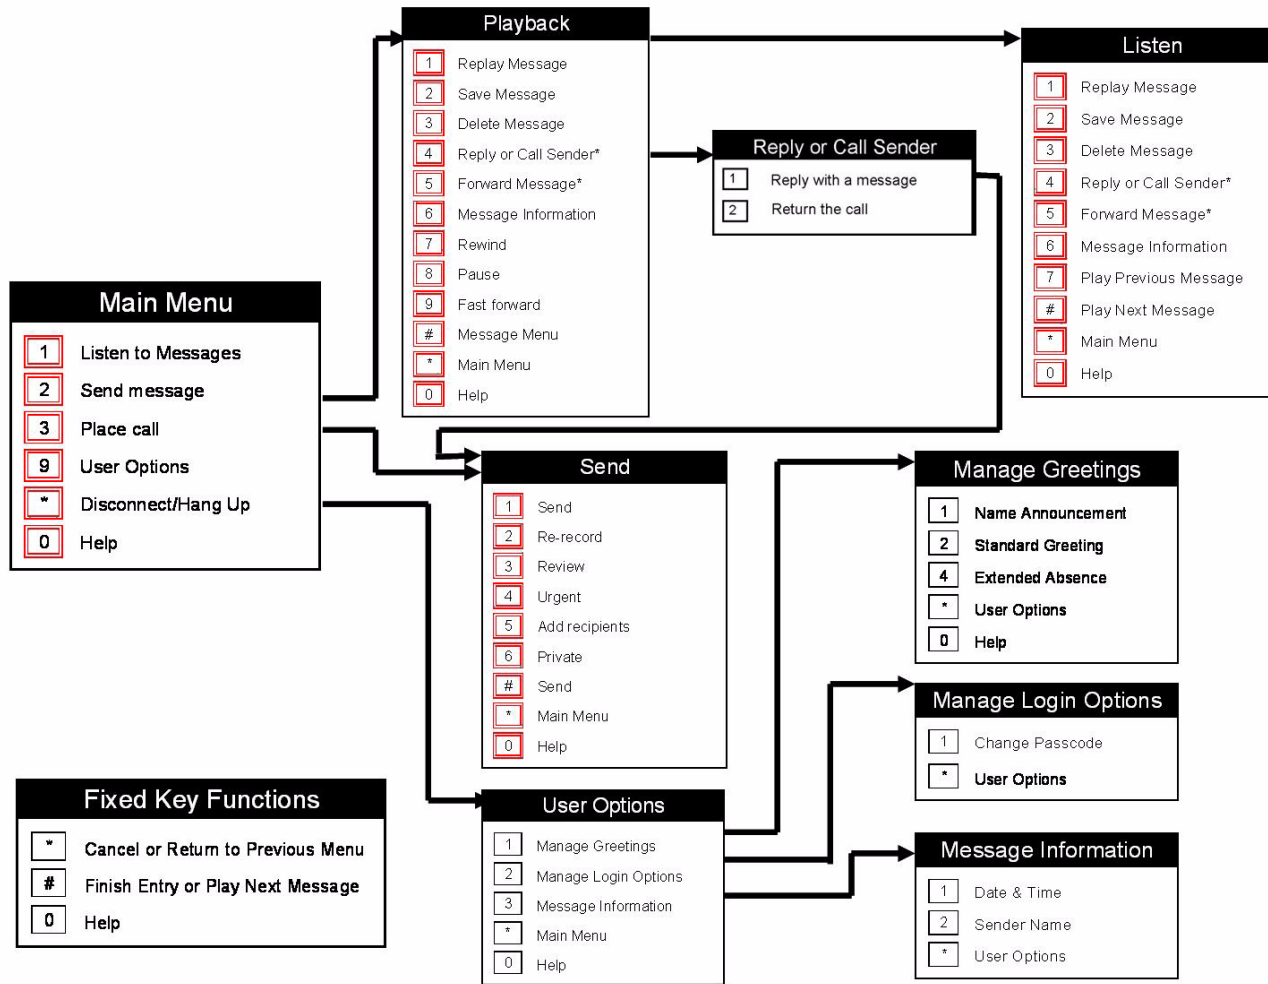 Playback
1 Replay Message
2 Save Message
3 Delete Message
4 Reply or Call Sender*
5 Forward Message*
6 Message Information
7 Rewind
8 Pause
9 Fast forward
# Message Menu
* Main Menu
0 Help
Listen
1 Replay Message
2 Save Message
3 Delete Message
4 Reply or Call Sender*
5 Forward Message*
6 Message Information
7 Play Previous Message
# Play Next Message
* Main Menu
0 Help
Reply or Call Sender
1 Reply with a message
2 Return the call
Main Menu
1 Listen to Messages
2 Send message
3 Place call
9 User Options
* Disconnect/Hang Up
0 Help
Send
1 Send
2 Re-record
3 Review
4 Urgent
5 Add recipients
6 Private
# Send
* Main Menu
0 Help
Manage Greetings
1 Name Announcement
2 Standard Greeting
4 Extended Absence
* User Options
0 Help
Manage Login Options
1 Change Passcode
* User Options
Fixed Key Functions
* Cancel or Return to Previous Menu
# Finish Entry or Play Next Message
0 Help
User Options
1 Manage Greetings
2 Manage Login Options
3 Message Information
* Main Menu
0 Help
Message Information
1 Date & Time
2 Sender Name
* User Options